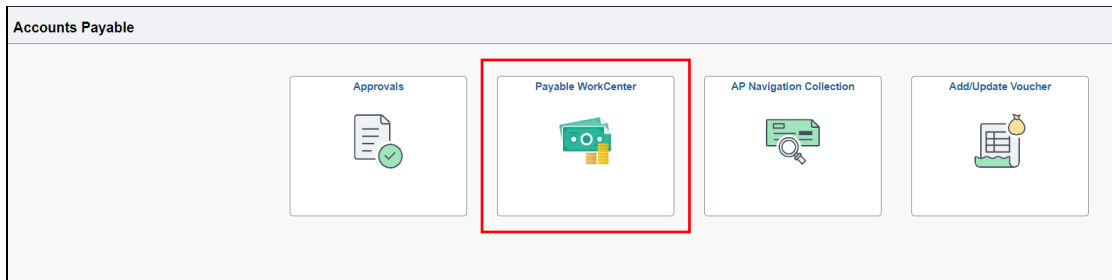 Accounts Payable
Approvals
Payable WorkCenter
AP Navigation Collection
Add/Update Voucher